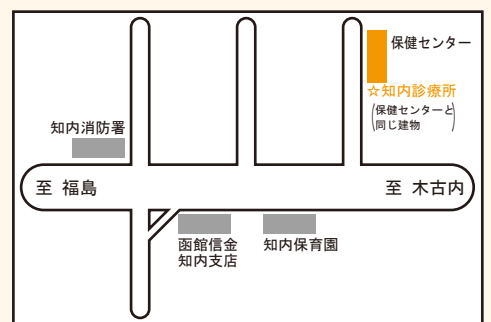 保健センター
☆知内診療所
(保健センターと
同じ建物)
知内消防署
至 福島
至 木古内
函館信金
知内支店
知内保育園